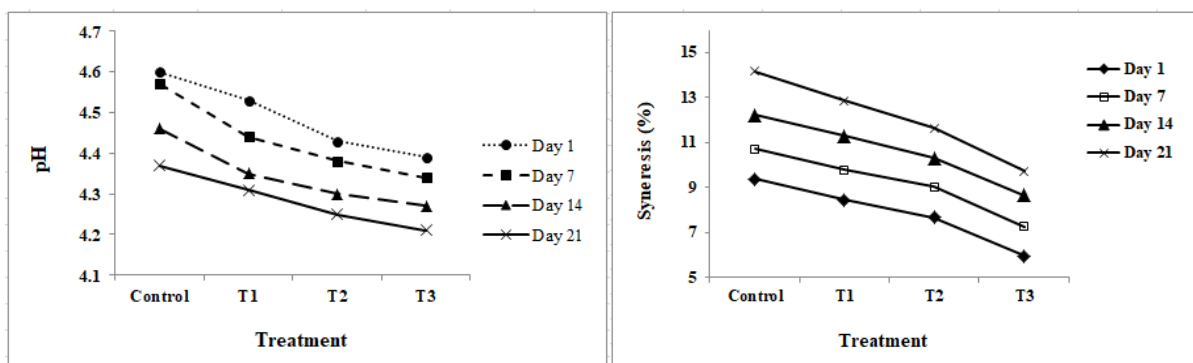 4.7
4.6
4.5
4.4
4.3
4.2
4.1
pH
Control T1 T2 T3
Treatment
Day 1
Day 7
Day 14
Day 21
15
13
11
9
7
5
Syneresis (%)
Control T1 T2 T3
Treatment
Day 1
Day 7
Day 14
Day 21